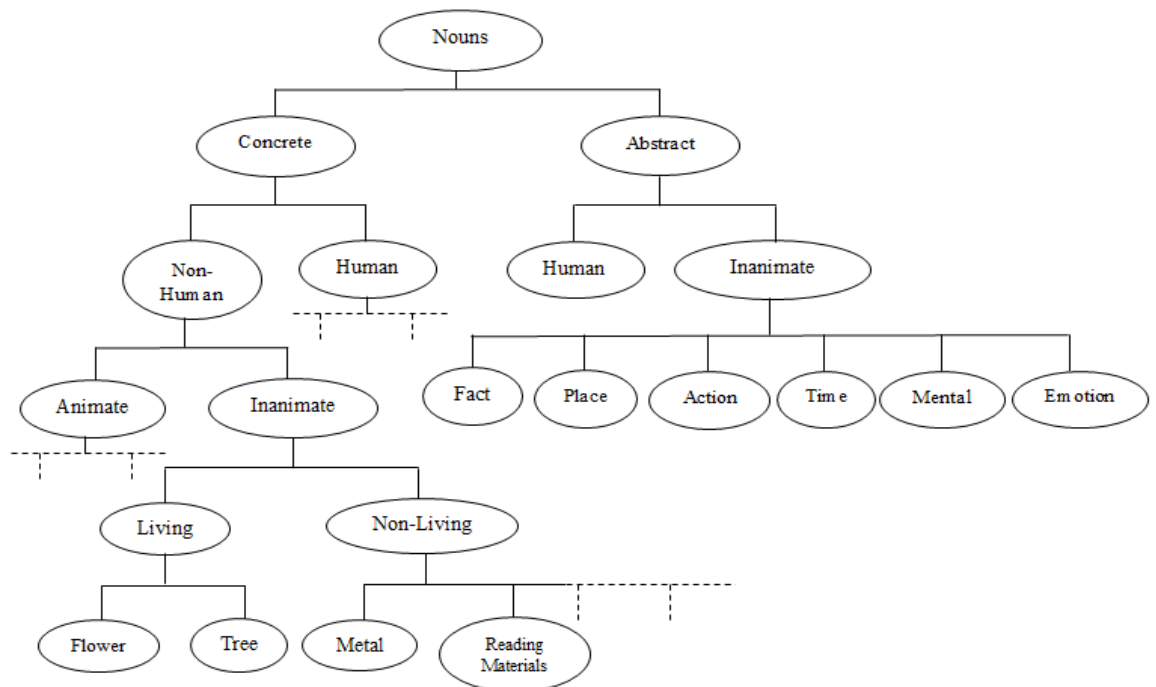 Nouns
Concrete
Abstract
Non-
Human
Human
Human
Inanimate
Fact
Place
Action
Time
Mental
Emotion
Animate
Inanimate
Living
Non-Living
Flower
Tree
Metal
Reading
Materials